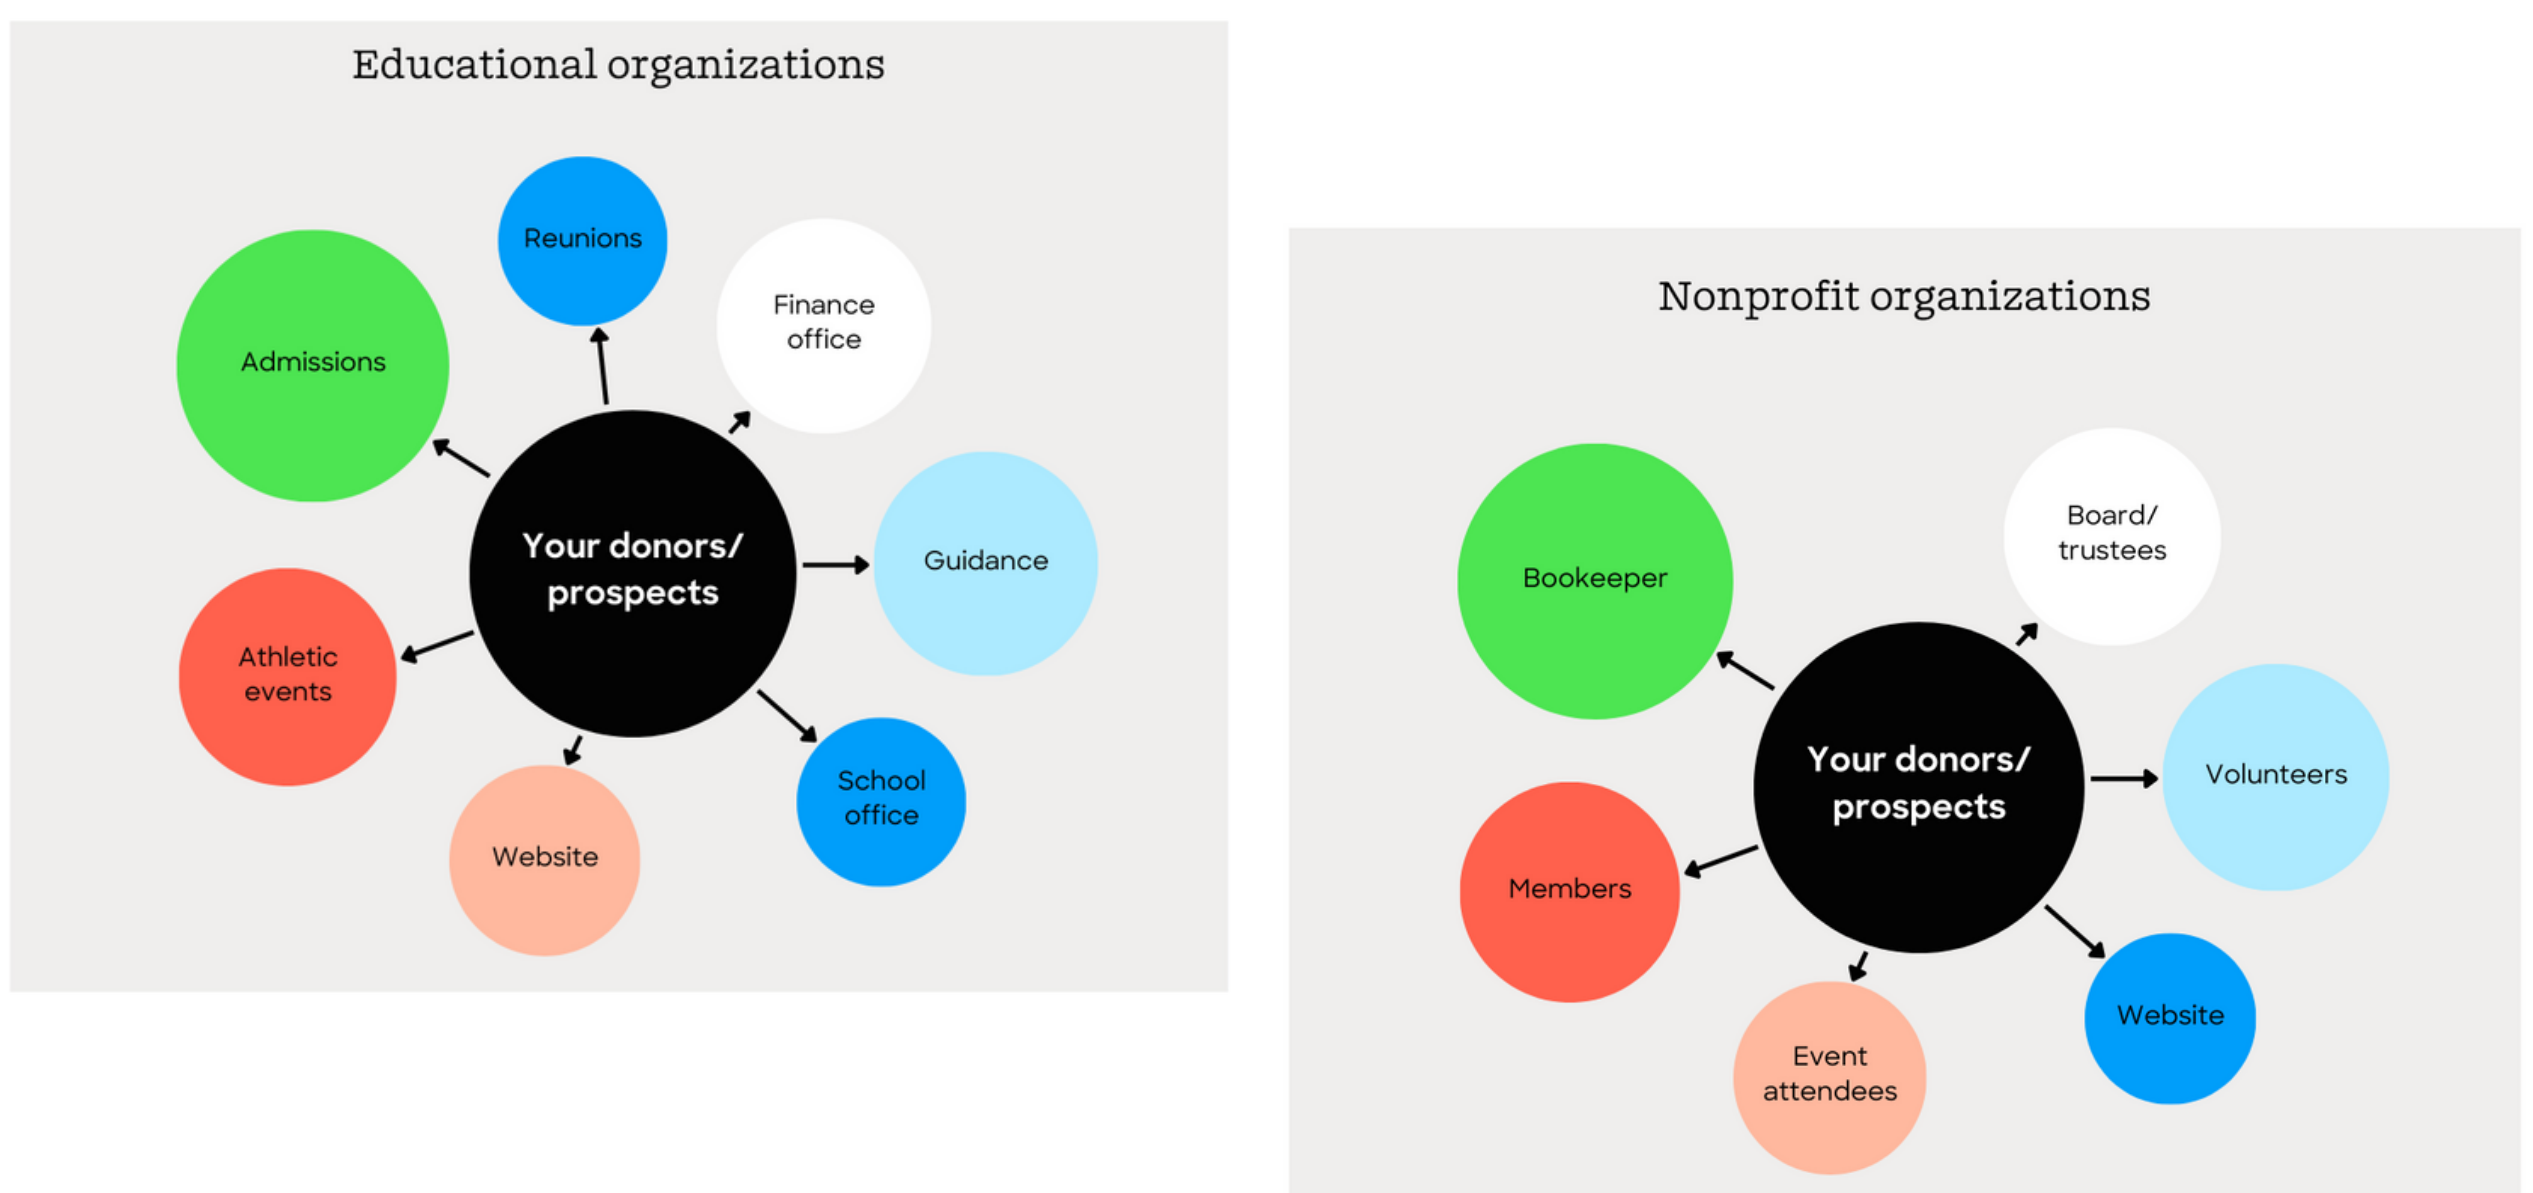 Educational organizations
Reunions
Finance
office
Admissions
Your donors/
prospects
Guidance
Athletic
events
School
office
Website
Nonprofit organizations
Board/
trustees
Bookeeper
Your donors/
prospects
Volunteers
Members
Website
Event
attendees